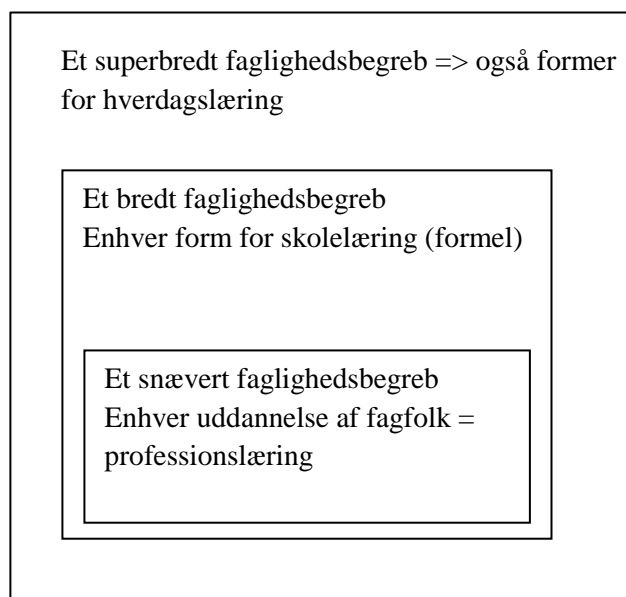 Et superbredt faglighedsbegreb => også former
for hverdagslæring
Et bredt faglighedsbegreb
Enhver form for skolelæring (formel)
Et snævert faglighedsbegreb
Enhver uddannelse af fagfolk =
professionslæring